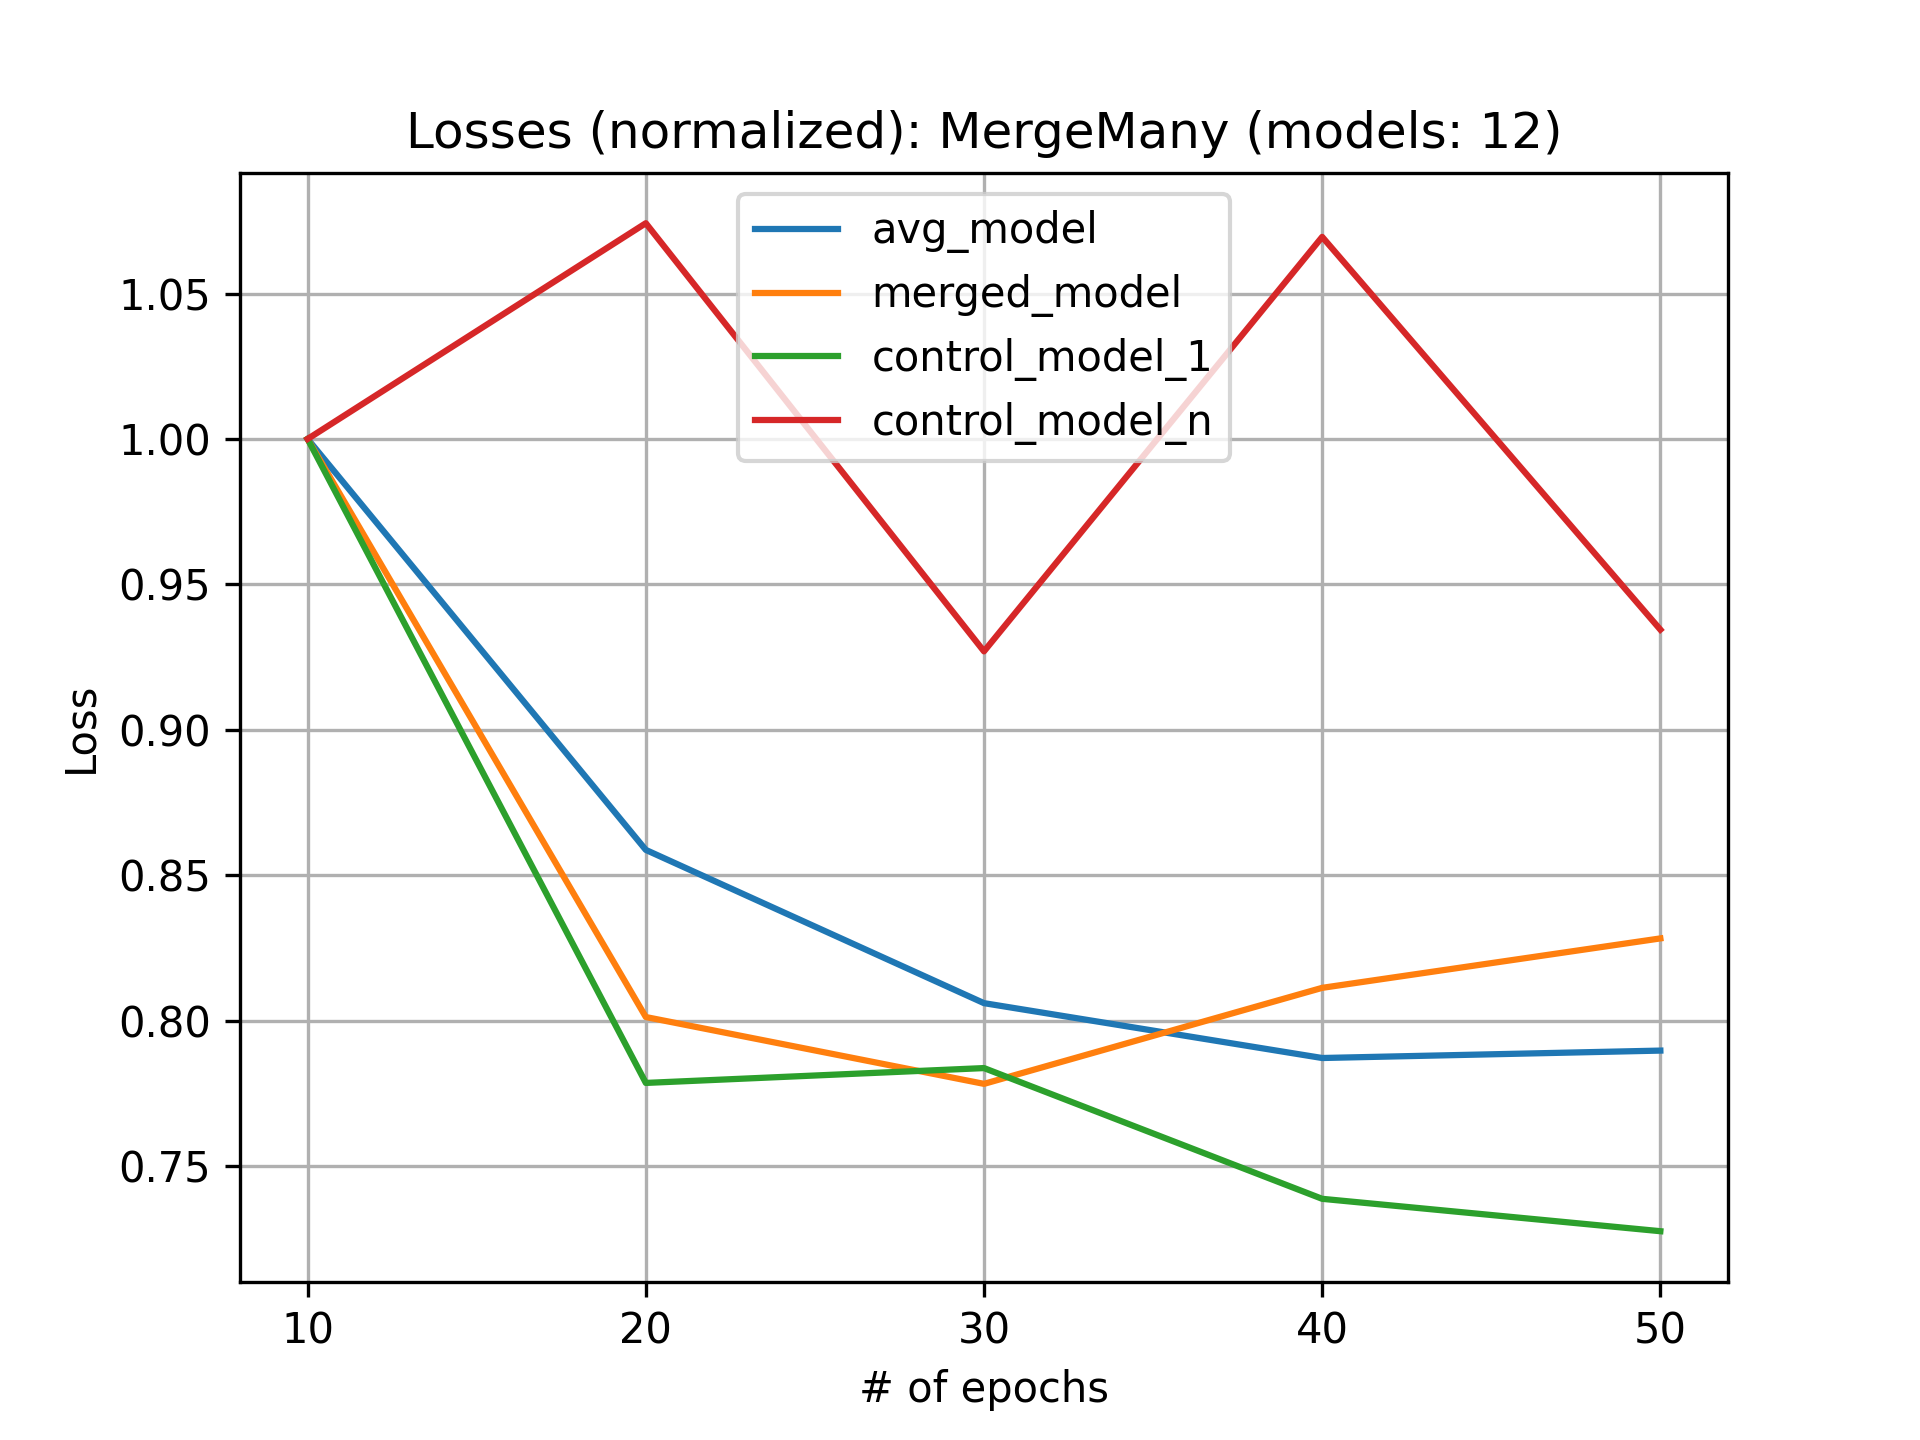 Losses (normalized): MergeMany (models: 12)
avg_model
merged_model
control_model_1
control_model_n
1.05
1.00
0.95
0.90
0.85
0.80
0.75
Loss
10 20 30 40 50
# of epochs